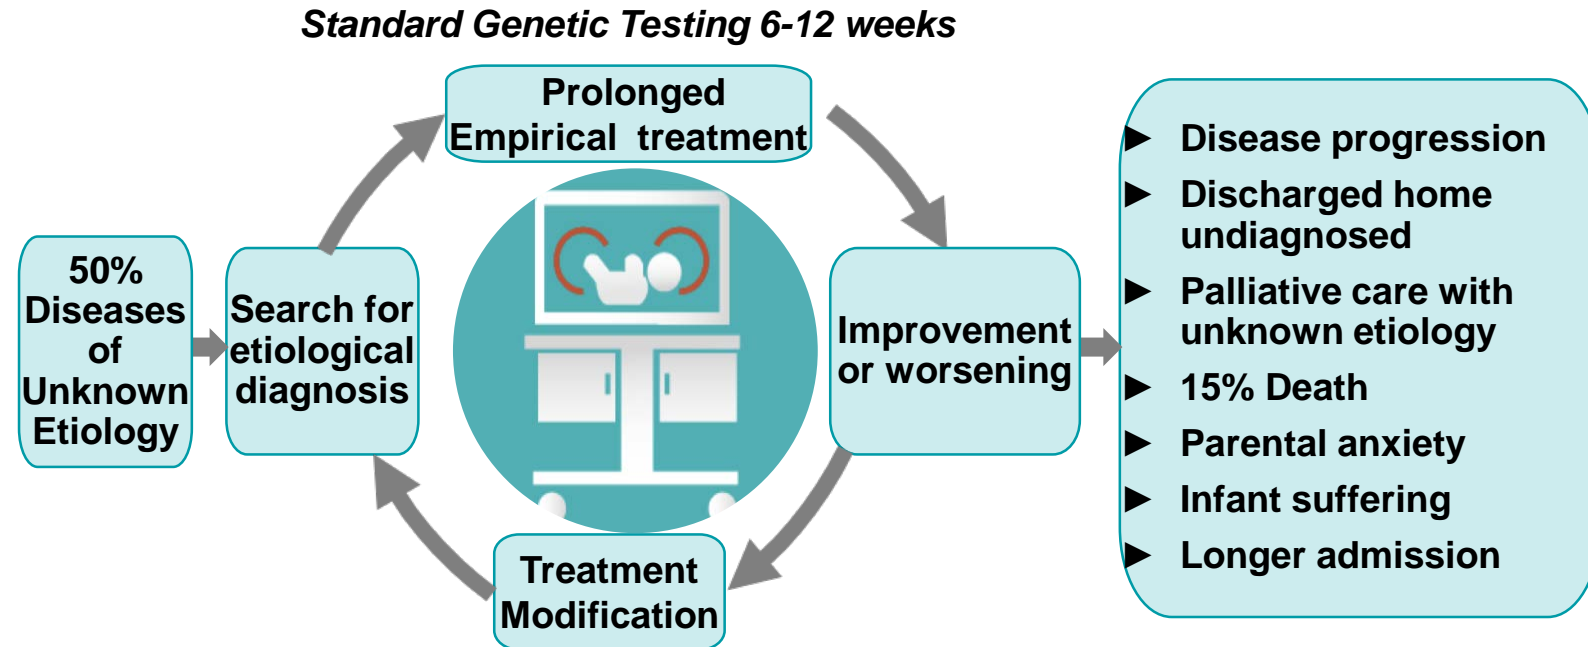 Standard Genetic Testing 6-12 weeks
Prolonged
Empirical treatment
50%
Diseases
of
Unknown
Etiology
Search for
etiological
diagnosis
Improvement
or worsening
Treatment
Modification
► Disease progression
► Discharged home
undiagnosed
► Palliative care with
unknown etiology
► 15% Death
► Parental anxiety
► Infant suffering
► Longer admission